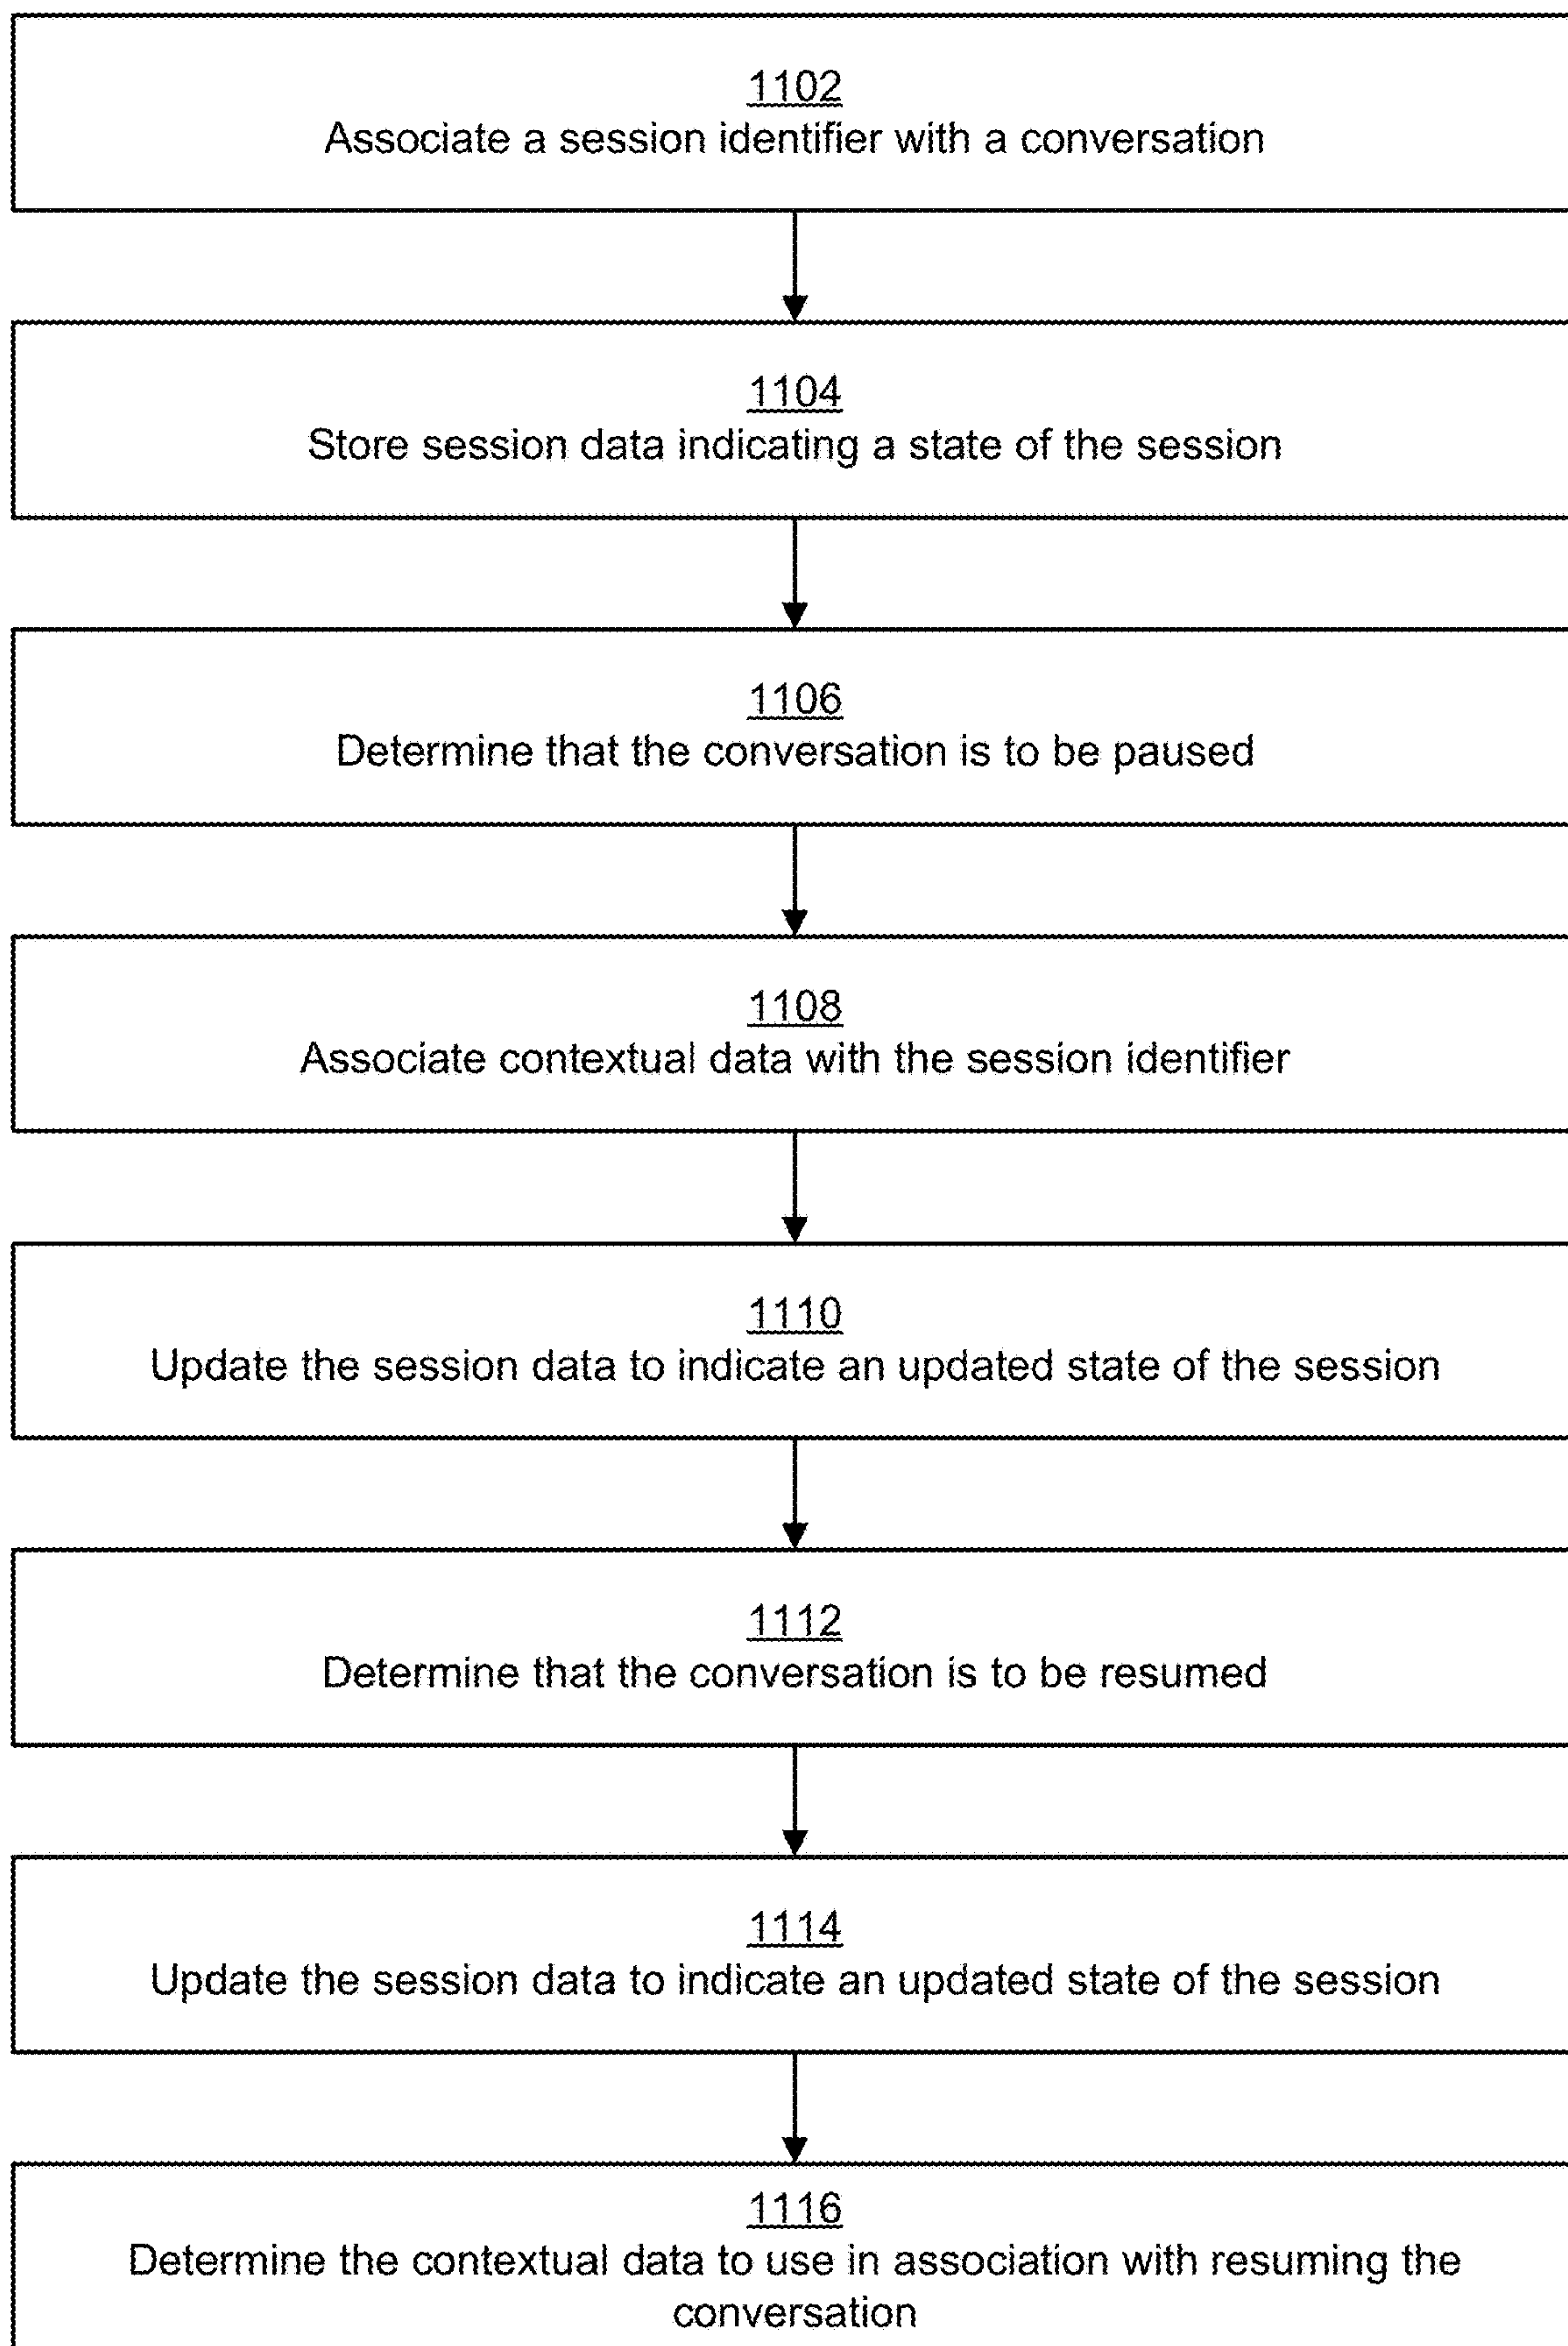 1102
Associate a session identifier with a conversation
1104
Store session data indicating a state of the session
1106
Determine that the conversation is to be paused
1108
Associate contextual data with the session identifier
1110
Update the session data to indicate an updated state of the session
1112
Determine that the conversation is to be resumed
1114
Update the session data to indicate an updated state of the session
1116
Determine the contextual data to use in association with resuming the
conversation